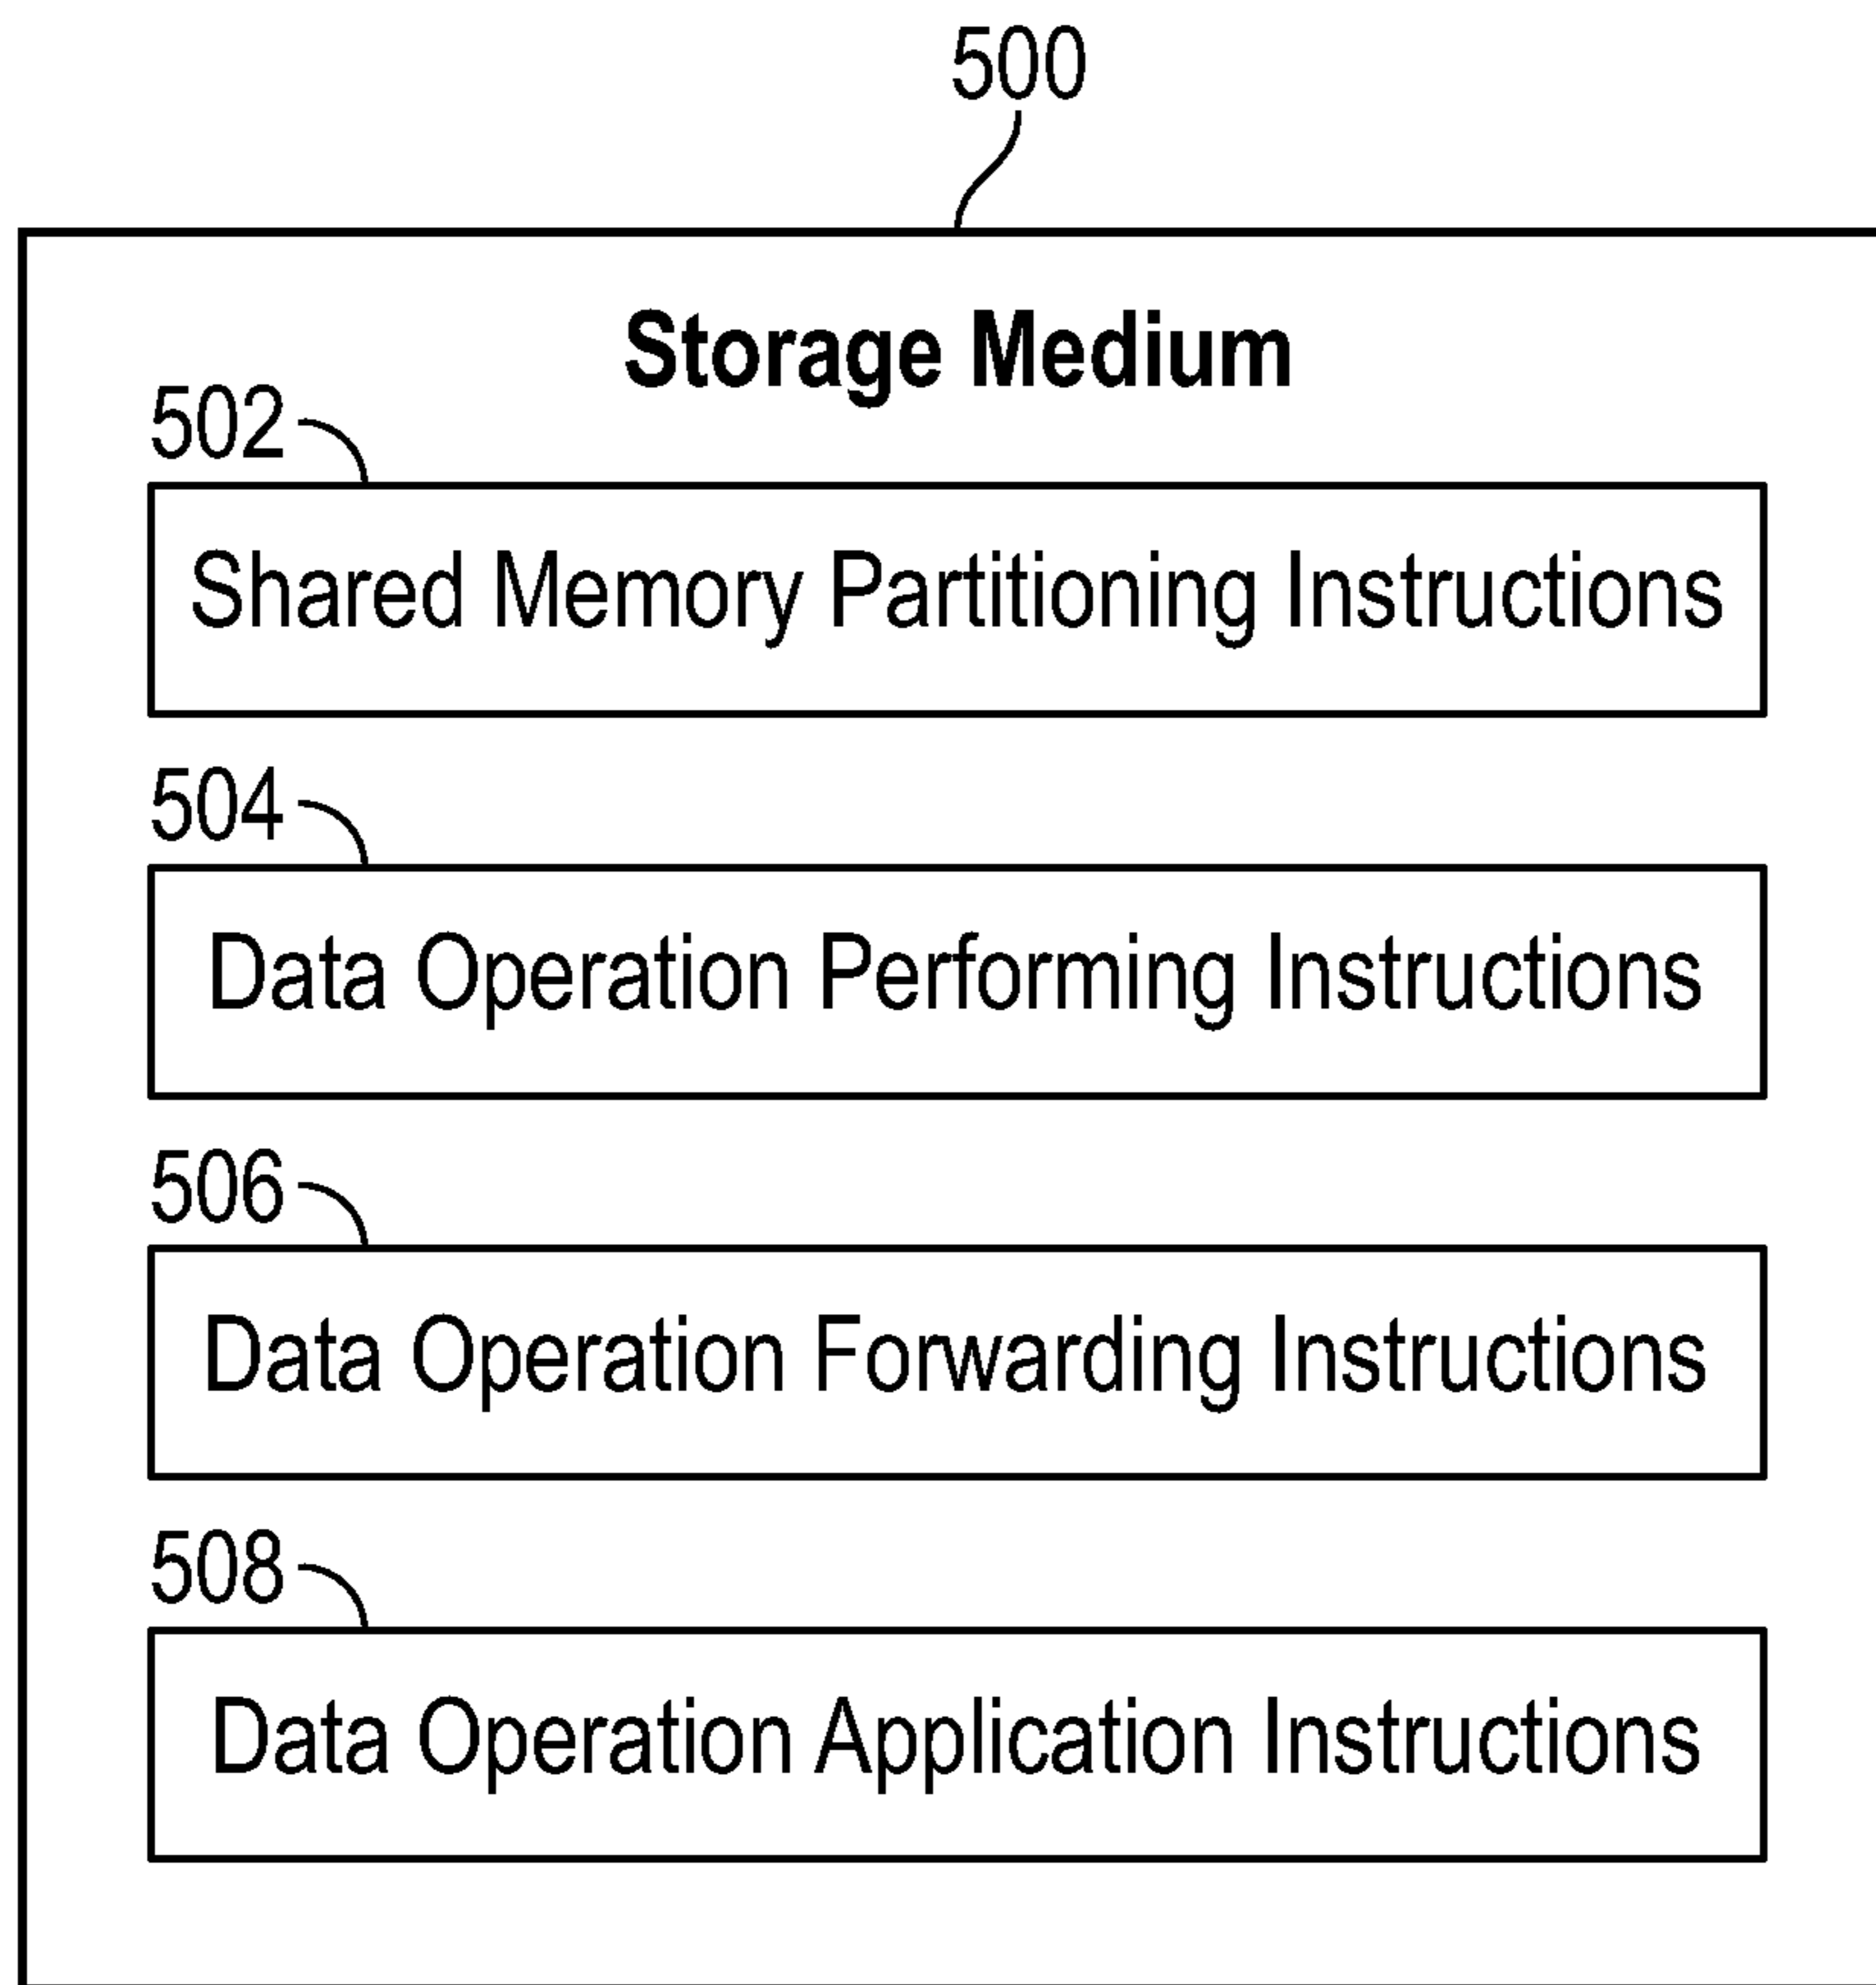 500
Storage Medium
502
Shared Memory Partitioning Instructions
504
Data Operation Performing Instructions
506
Data Operation Forwarding Instructions
508
Data Operation Application Instructions